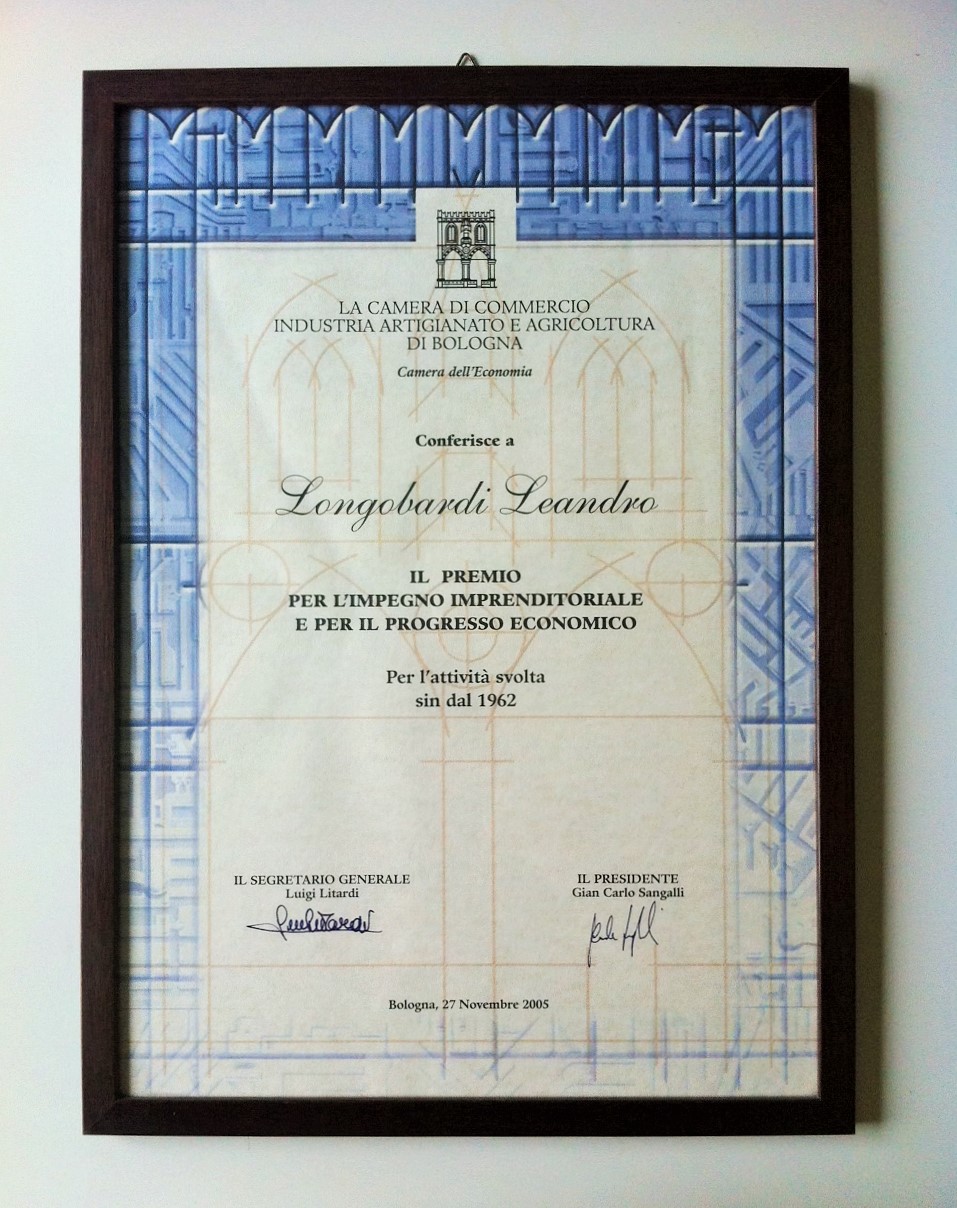 LA CAMERA DI COMMERCIO
INDUSTRIA ARTIGIANATO E AGRICOLTURA
DI BOLOGNA
Camera dell'Economia
Conferisce a
Longobardi Leandro
IL PREMIO
PER L'IMPEGNO IMPRENDITORIALE
E PER IL PROGRESSO ECONOMICO
Per l'attività svolta
sin dal 1962
IL SEGRETARIO GENERALE
Luigi Litardi
IL PRESIDENTE
Gian Carlo Sangalli
Bologna, 27 Novembre 2005